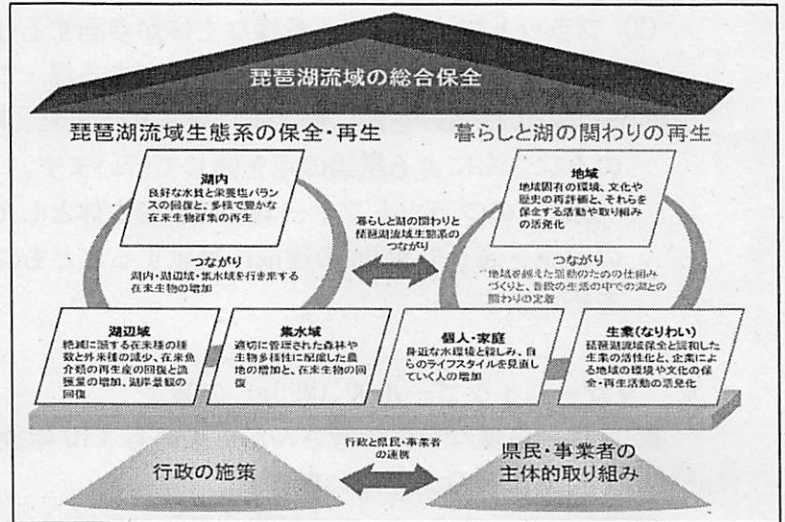 琵琶湖流域の総合保全
琵琶湖流域生態系の保全・再生
暮らしと湖の関わりの再生
湖内
良好な水質と栄養塩バラン
スの回復と、多様で豊かな
在来生物群集の再生
つながり
湖内・湖辺域・集水域を行き来する
在来生物の増加
湖辺域
絶滅に瀕する在来種の種
数と外来種の減少、在来魚
介類の再生産の回復と漁
獲量の増加、湖岸景観の
回復
集水域
適切に管理された森林や
生物多様性に配慮した農
地の増加と、在来生物の回
復
暮らしと湖の関わりと
琵琶湖流域生態系の
つながり
地域
地域固有の環境、文化や
歴史の再評価と、それらを
保全する活動や取り組み
の活発化
つながり
地域を越えた活動のための仕組み
づくりと、普段の生活の中での湖との
関わりの定着
個人・家庭
身近な水環境と親しみ、自
らのライフスタイルを見直し
ていく人の増加
生業(なりわい)
琵琶湖流域保全と調和した
生業の活性化と、企業によ
る地域の環境や文化の保
全・再生活動の活発化
行政の施策
行政と県民・事業者
の連携
県民・事業者の
主体的取り組み